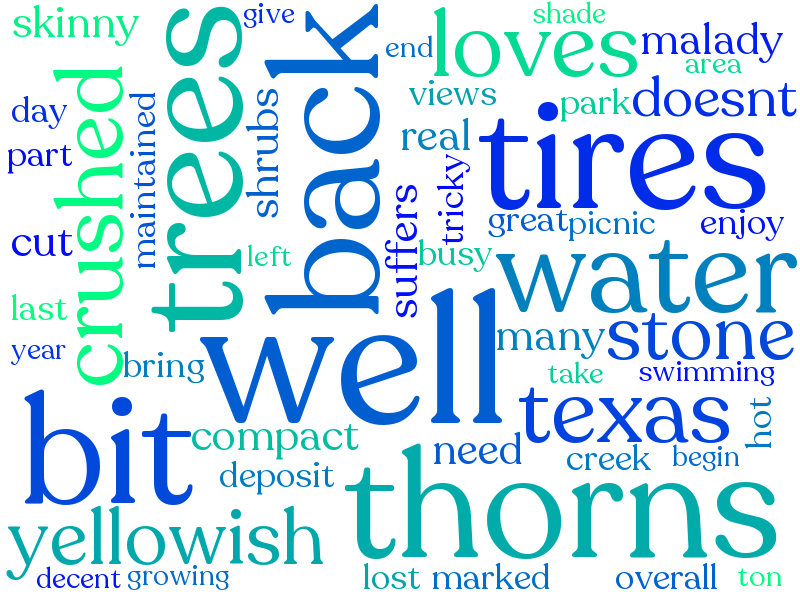 skinny
give
shade
end
loves
malady
area
day
crushed
maintained
trees
shrubs
back
views
park
doesnt
real
tires
part
tricky
suffers
great
picnic
enjoy
cut
left
busy
water
last
well
many
stone
year
bring
take
swimming
bit
compact
texas
hot
need
creek
begin
deposit
thorns
yellowish
decent
growing
lost
marked
overall
ton